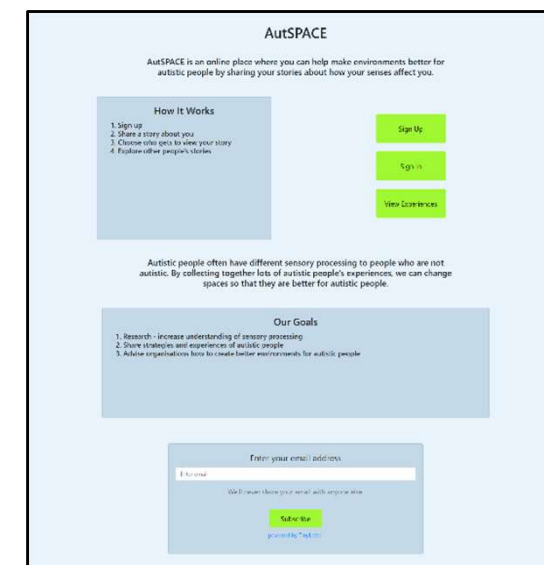 AutSPACE
AutSPACE is an online place where you can help make environments better for
autistic people by sharing your stories about how your senses affect you.
How It Works
1. Sign up
2. Share a story about you
3. Choose who gets to view your story
4. Explore other people's stories
Sign Up
Sign In
View Experiences
Autistic people often have different sensory processing to people who are not
autistic. By collecting together lots of autistic people's experiences, we can change
spaces so that they are better for autistic people.
Our Goals
1. Research - increase understanding of sensory processing
2. Share strategies and experiences of autistic people
3. Advise organisations how to create better environments for autistic people
Enter your email address
Enter email
We'll never share your email with anyone else
Subscribe
powered by